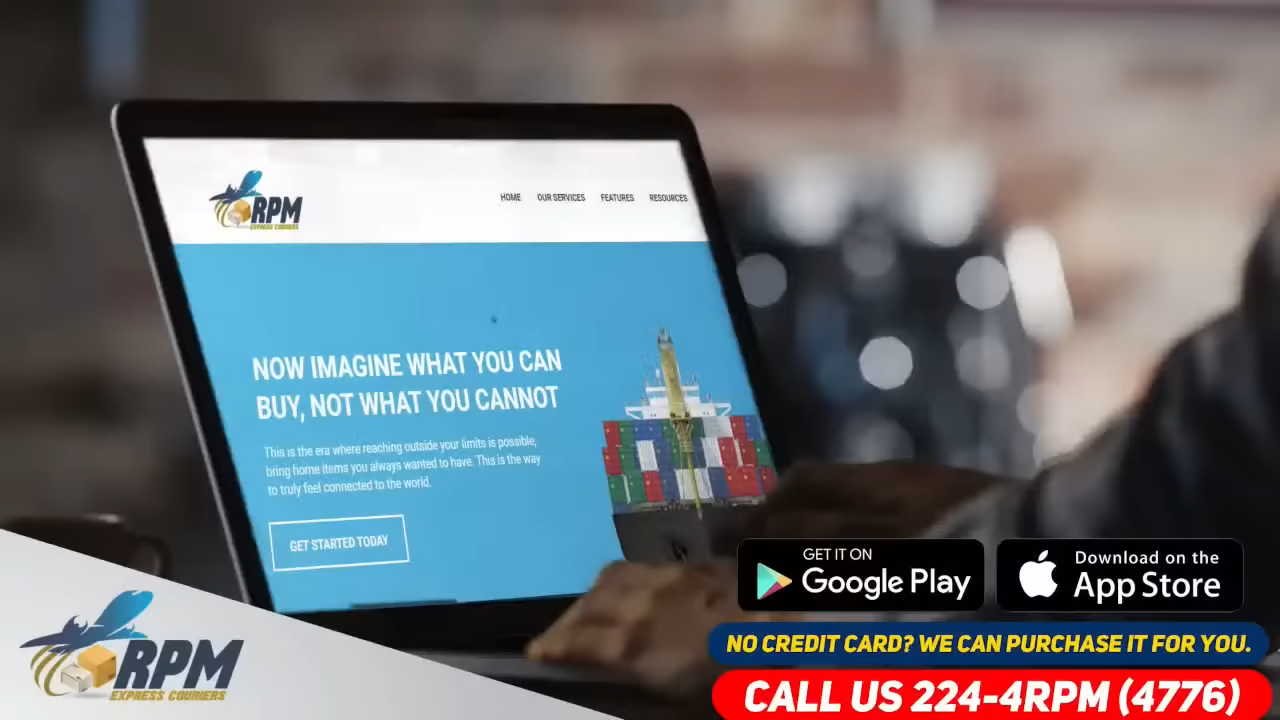 RPM
EXPRESS COURIERS
HOME OUR SERVICES FEATURES RESOURCES
NOW IMAGINE WHAT YOU CAN
BUY, NOT WHAT YOU CANNOT
This is the era where reaching outside your limits is possible,
bring home items you always wanted to have. This is the way
to truly feel connected to the world.
GET STARTED TODAY
GET IT ON
Google Play
Download on the
App Store
NO CREDIT CARD? WE CAN PURCHASE IT FOR YOU.
CALL US 224-4RPM (4776)
RPM
EXPRESS COURIERS